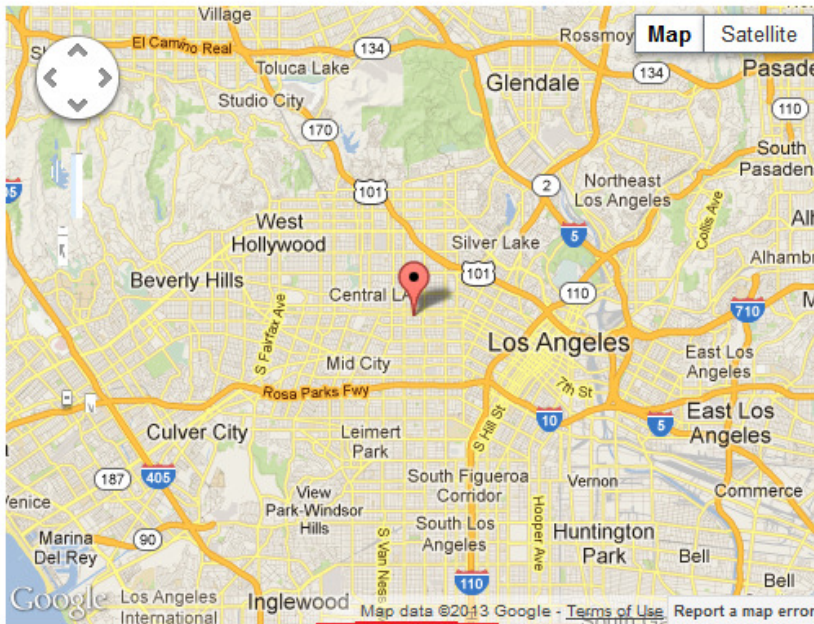 Village
El Camino Real
134
Rossmoy
Map
Satellite
Toluca Lake
Glendale
134
Pasade
Studio City
110
170
South
Pasaden
101
2
Northeast
Los Angeles
Collis Ave
West
Hollywood
Silver Lake
5
Beverly Hills
101
Alhambr
Central LA
110
S Fairfax Ave
710
Los Angeles
Mid City
East Los
Angeles
Rosa Parks Fwy
7th St
East Los
Angeles
10
5
Culver City
Leimert
Park
S Hill St
405
187
South Figueroa
Corridor
Vernon
Commerce
View
Park-Windsor
Hills
enice
Marina
Del Rey
90
S Van Ness
South Los
Angeles
Hooper Ave
Huntington
Park
Bell
Bell
110
Google
Los Angeles
International
Inglewood
Map data ©2013 Google - Terms of Use
Report a map error